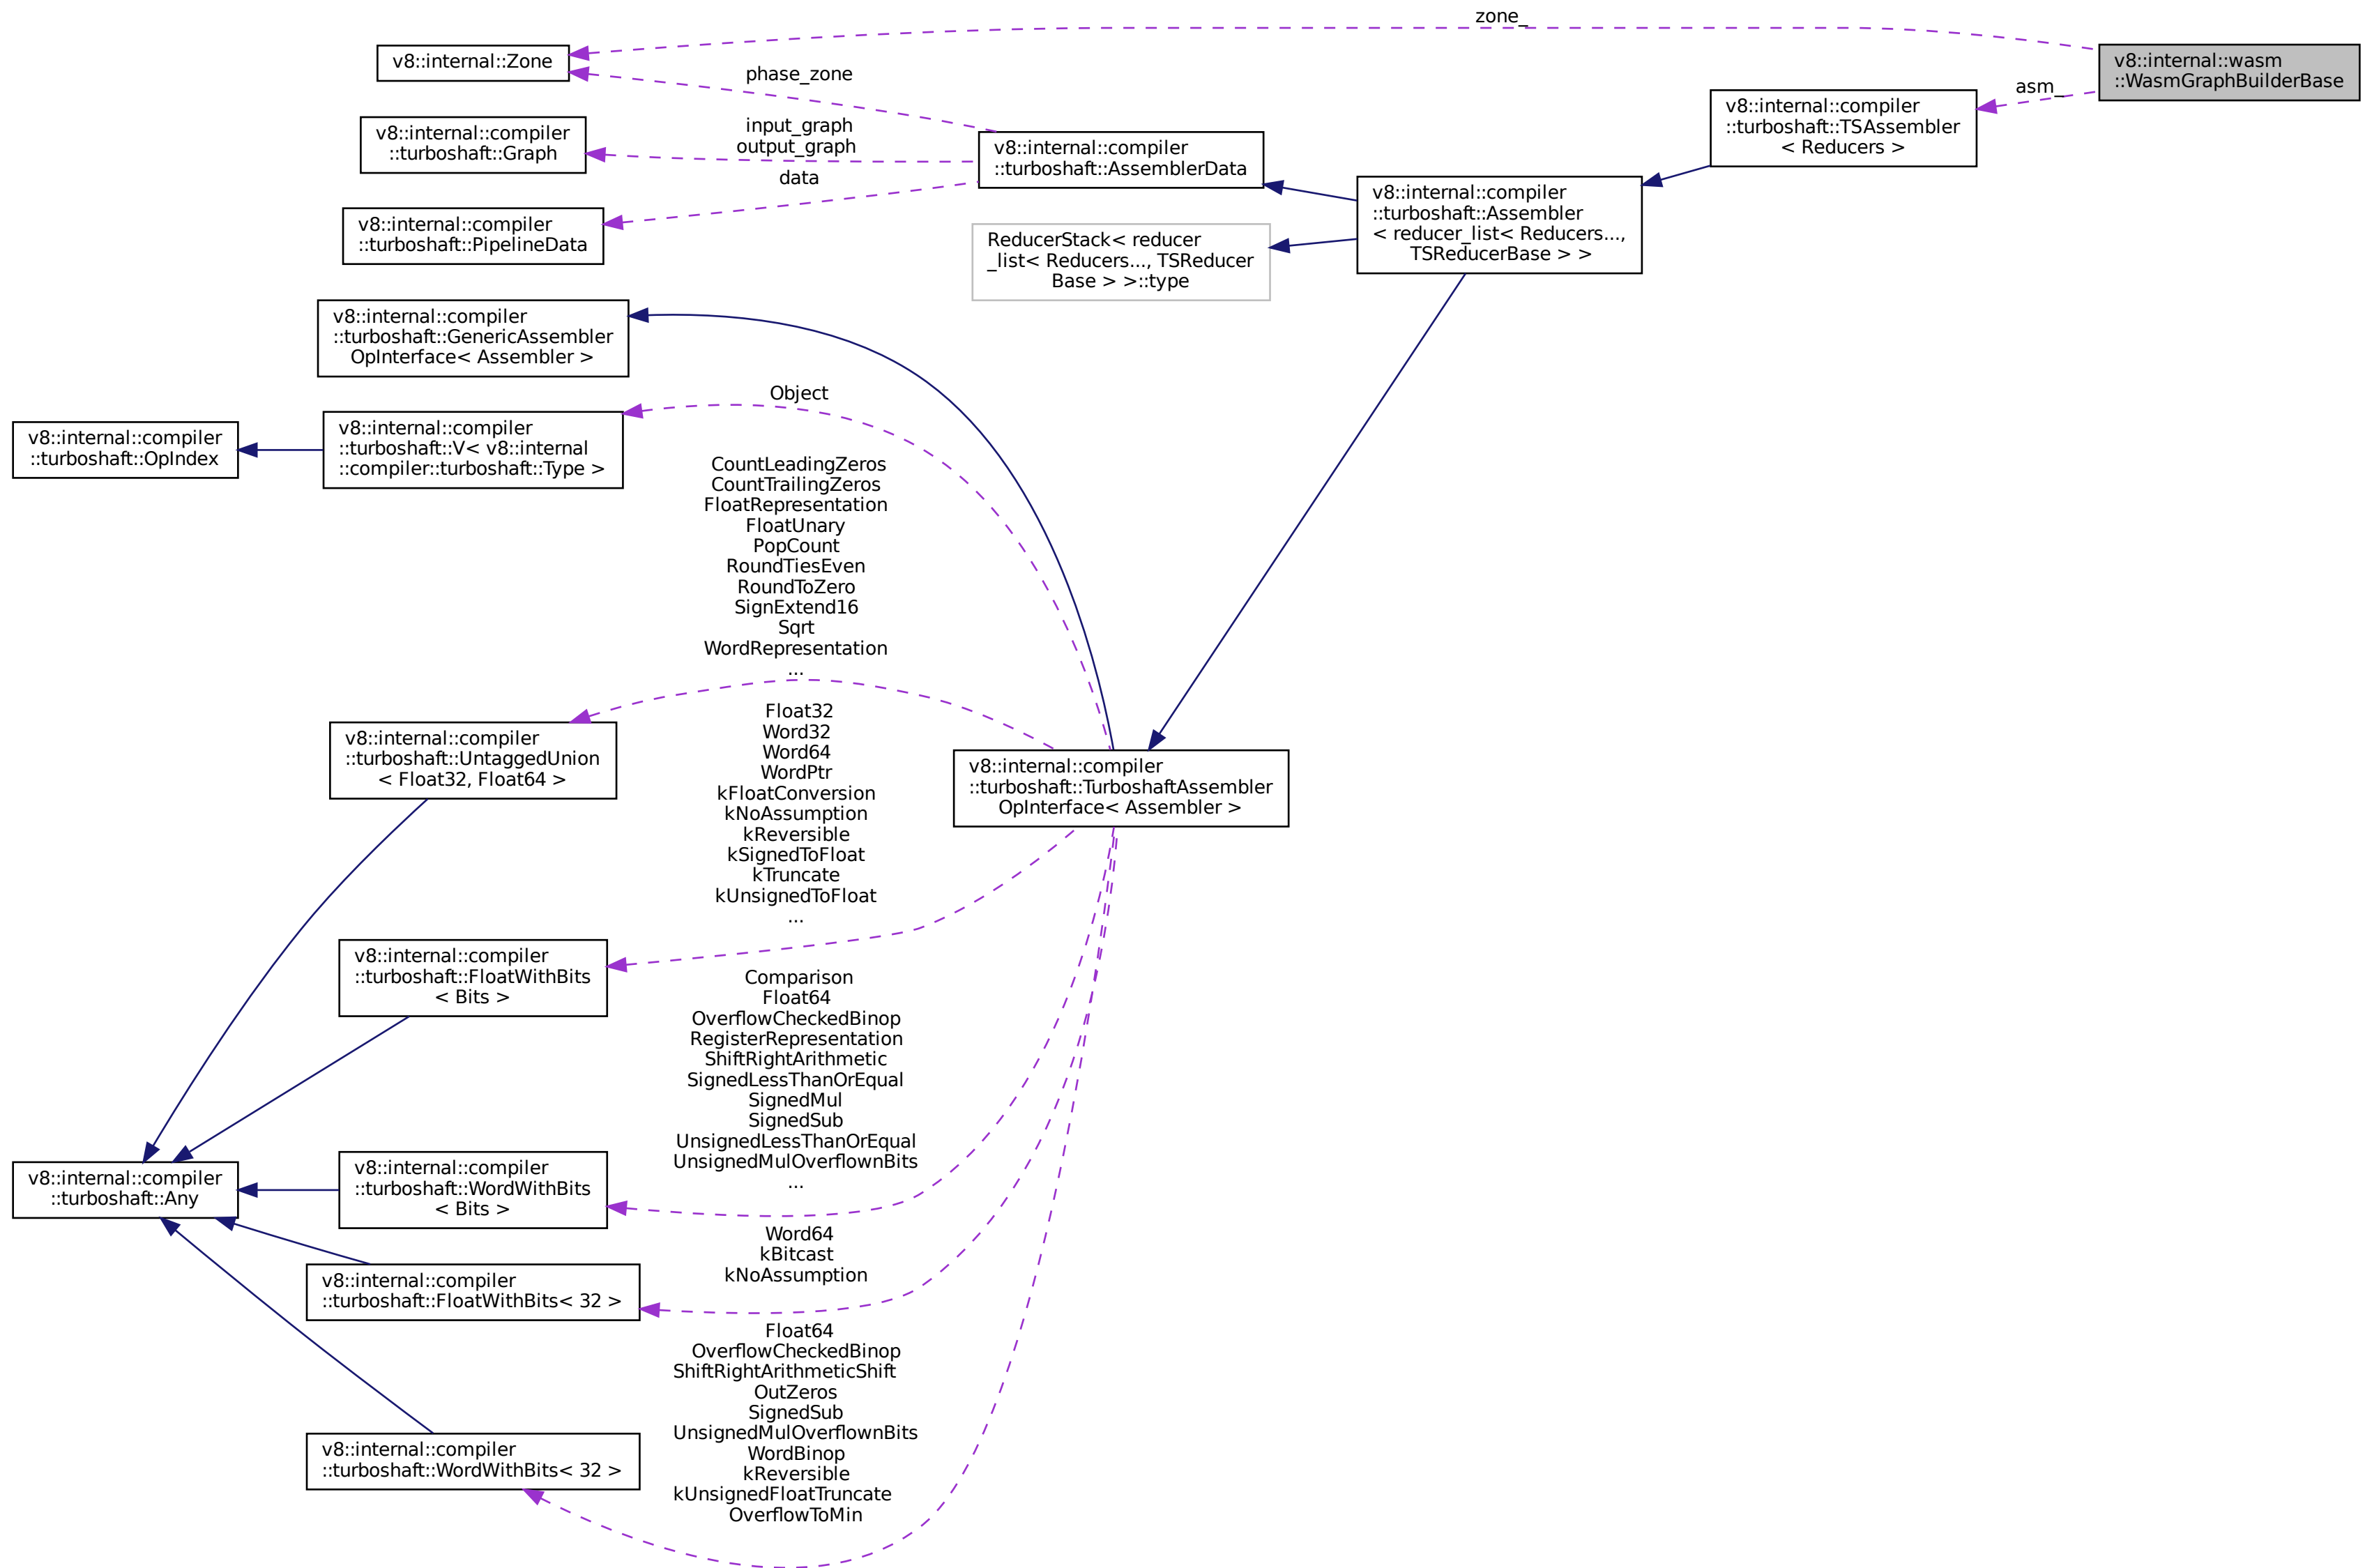 zone_
v8::internal::Zone
v8::internal::wasm
::WasmGraphBuilderBase
phase_zone
asm_
v8::internal::compiler
::turboshaft::TSAssembler
< Reducers >
v8::internal::compiler
::turboshaft::Graph
input_graph
output_graph
v8::internal::compiler
::turboshaft::AssemblerData
data
v8::internal::compiler
::turboshaft::Assembler
< reducer_list< Reducers...,
TSReducerBase > >
v8::internal::compiler
::turboshaft::PipelineData
ReducerStack< reducer
_list< Reducers..., TSReducer
Base > >::type
v8::internal::compiler
::turboshaft::GenericAssembler
OpInterface< Assembler >
Object
v8::internal::compiler
::turboshaft::OpIndex
v8::internal::compiler
::turboshaft::V< v8::internal
::compiler::turboshaft::Type >
CountLeadingZeros
CountTrailingZeros
FloatRepresentation
FloatUnary
PopCount
RoundTiesEven
RoundToZero
SignExtend16
Sqrt
WordRepresentation
...
v8::internal::compiler
::turboshaft::UntaggedUnion
< Float32, Float64 >
Float32
Word32
Word64
WordPtr
kFloatConversion
kNoAssumption
kReversible
kSignedToFloat
kTruncate
kUnsignedToFloat
...
v8::internal::compiler
::turboshaft::TurboshaftAssembler
OpInterface< Assembler >
v8::internal::compiler
::turboshaft::FloatWithBits
< Bits >
Comparison
Float64
OverflowCheckedBinop
RegisterRepresentation
ShiftRightArithmetic
SignedLessThanOrEqual
SignedMul
SignedSub
UnsignedLessThanOrEqual
UnsignedMulOverflownBits
...
v8::internal::compiler
::turboshaft::Any
v8::internal::compiler
::turboshaft::WordWithBits
< Bits >
Word64
kBitcast
kNoAssumption
v8::internal::compiler
::turboshaft::FloatWithBits< 32 >
Float64
OverflowCheckedBinop
ShiftRightArithmeticShift
OutZeros
SignedSub
UnsignedMulOverflownBits
WordBinop
kReversible
kUnsignedFloatTruncate
OverflowToMin
v8::internal::compiler
::turboshaft::WordWithBits< 32 >